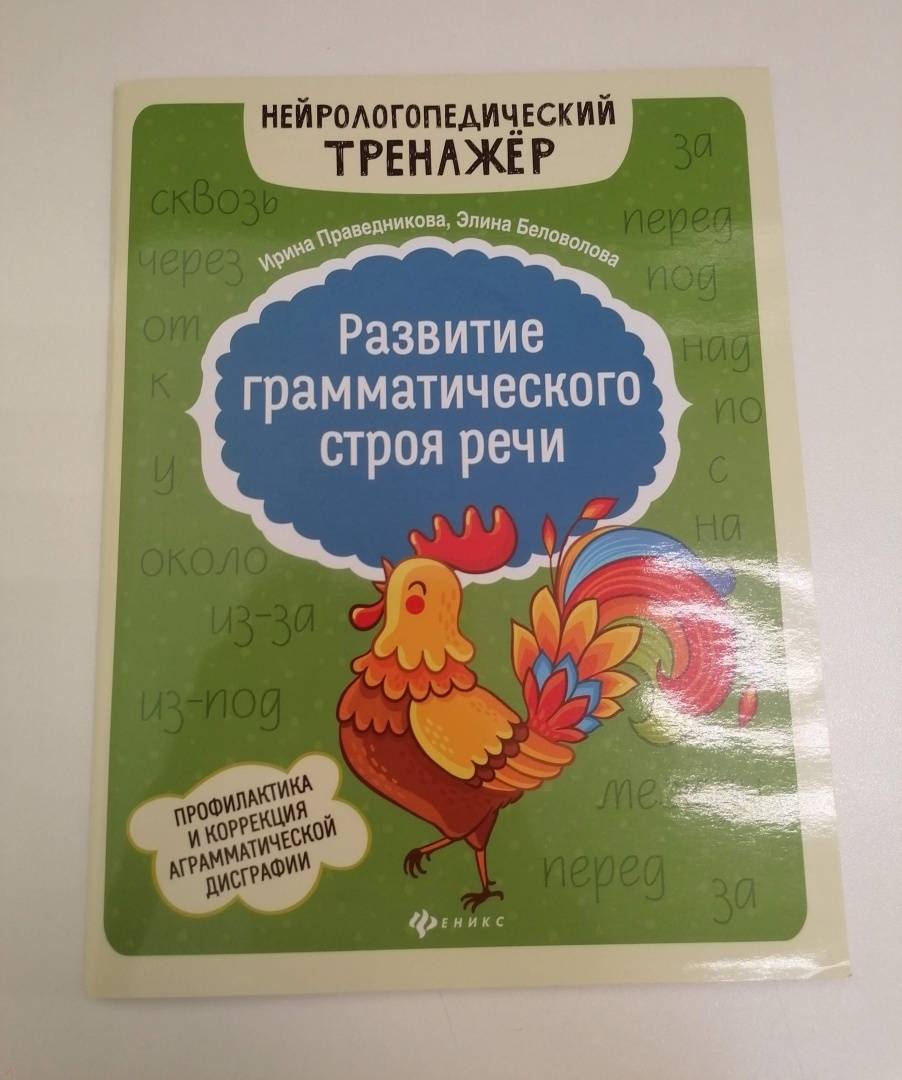 НЕЙРОЛОГОПЕДИЧЕСКИЙ
ТРЕНАЖЁР
Ирина Праведникова, Элина Беловолова
Развитие
грамматического
строя речи
сквозь
через
от
к
у
около
из-за
из-под
за
перед
под
над
по
с
на
перед
за
ПРОФИЛАКТИКА
И КОРРЕКЦИЯ
АГРАММАТИЧЕСКОЙ
ДИСГРАФИИ
ФЕНИКС